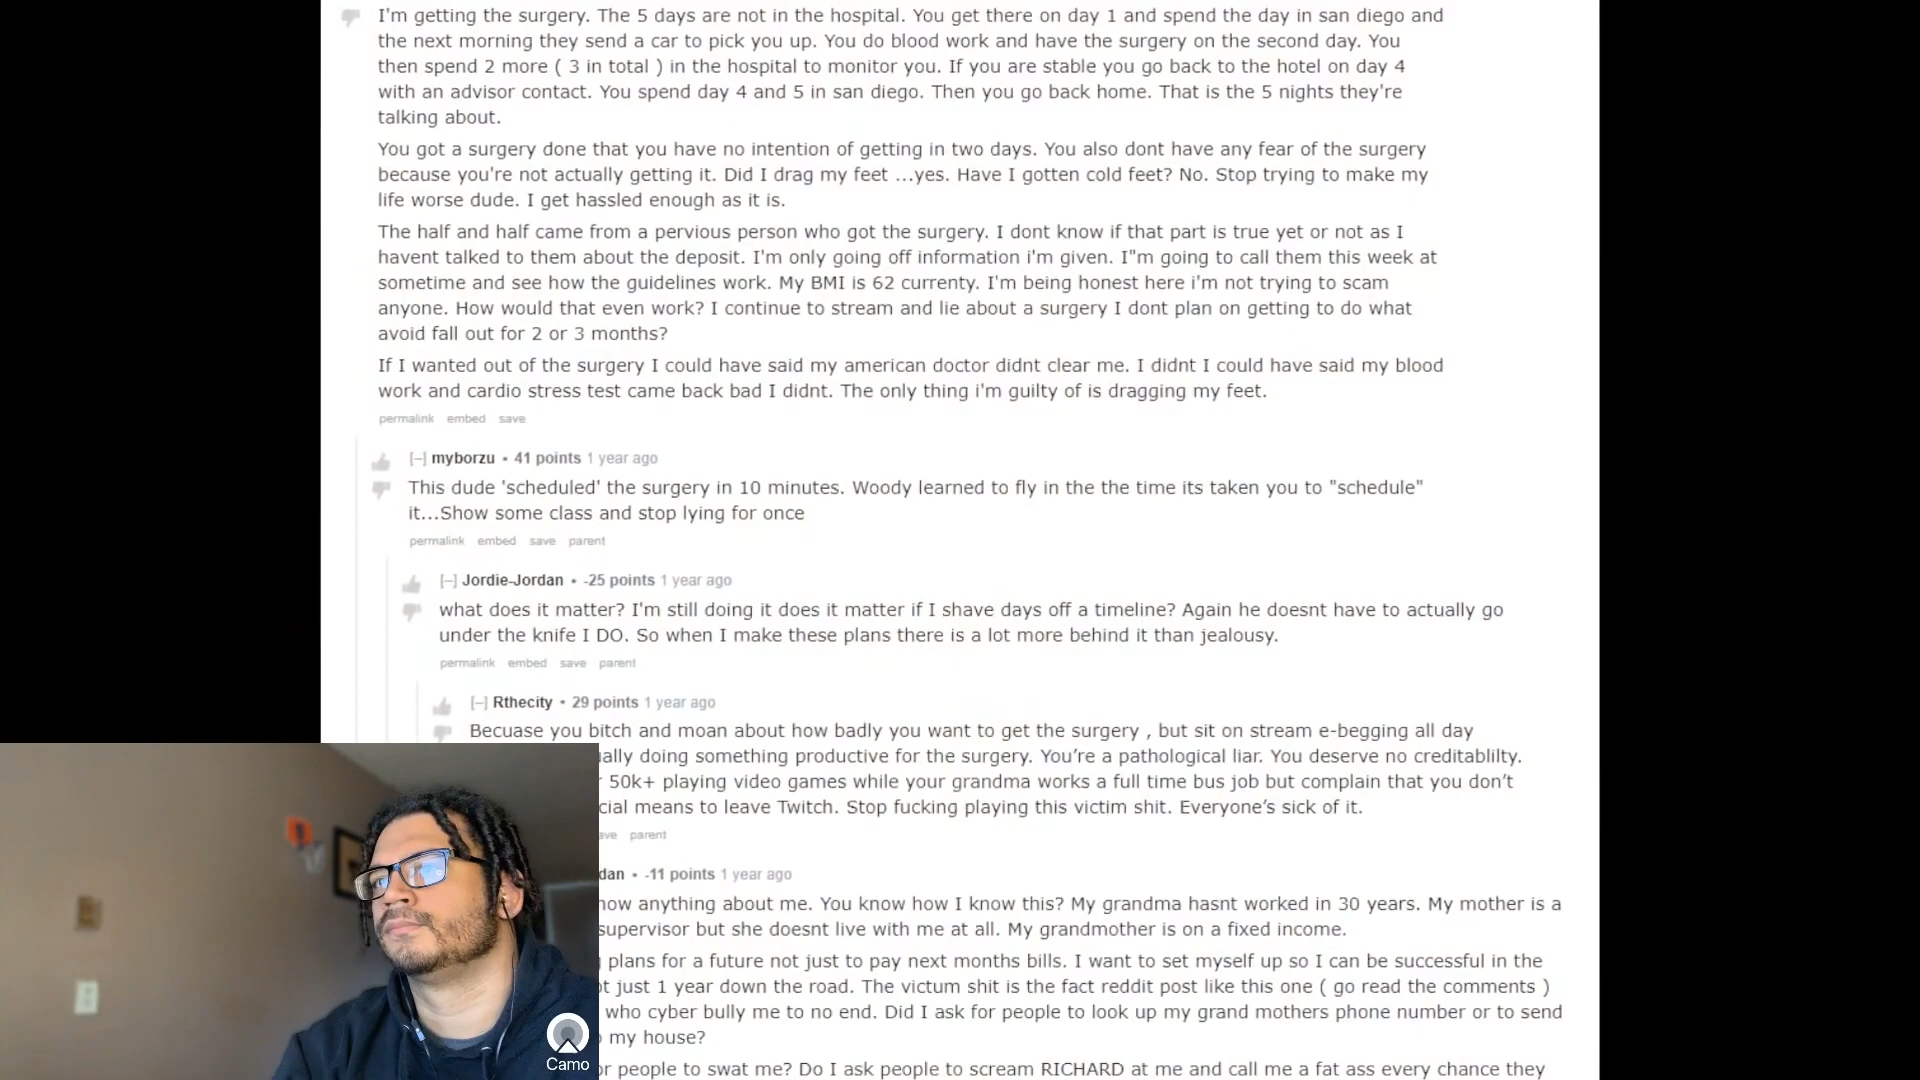 I'm getting the surgery. The 5 days are not in the hospital. You get there on day 1 and spend the day in san diego and
the next morning they send a car to pick you up. You do blood work and have the surgery on the second day. You
then spend 2 more ( 3 in total ) in the hospital to monitor you. If you are stable you go back to the hotel on day 4
with an advisor contact. You spend day 4 and 5 in san diego. Then you go back home. That is the 5 nights they're
talking about.
You got a surgery done that you have no intention of getting in two days. You also dont have any fear of the surgery
because you're not actually getting it. Did I drag my feet ...yes. Have I gotten cold feet? No. Stop trying to make my
life worse dude. I get hassled enough as it is.
The half and half came from a pervious person who got the surgery. I dont know if that part is true yet or not as I
havent talked to them about the deposit. I'm only going off information i'm given. I"m going to call them this week at
sometime and see how the guidelines work. My BMI is 62 currenty. I'm being honest here i'm not trying to scam
anyone. How would that even work? I continue to stream and lie about a surgery I dont plan on getting to do what
avoid fall out for 2 or 3 months?
If I wanted out of the surgery I could have said my american doctor didnt clear me. I didnt I could have said my blood
work and cardio stress test came back bad I didnt. The only thing i'm guilty of is dragging my feet.
permalink embed save
[–] myborzu • 41 points 1 year ago
This dude 'scheduled' the surgery in 10 minutes. Woody learned to fly in the the time its taken you to "schedule"
it...Show some class and stop lying for once
permalink embed save parent
[–] Jordie-Jordan • -25 points 1 year ago
what does it matter? I'm still doing it does it matter if I shave days off a timeline? Again he doesnt have to actually go
under the knife I DO. So when I make these plans there is a lot more behind it than jealousy.
permalink embed save parent
[–] Rthecity • 29 points 1 year ago
Becuase you bitch and moan about how badly you want to get the surgery , but sit on stream e-begging all day
ally doing something productive for the surgery. You’re a pathological liar. You deserve no creditablilty.
50k+ playing video games while your grandma works a full time bus job but complain that you don’t
cial means to leave Twitch. Stop fucking playing this victim shit. Everyone’s sick of it.
ave parent
dan • -11 points 1 year ago
now anything about me. You know how I know this? My grandma hasnt worked in 30 years. My mother is a
supervisor but she doesnt live with me at all. My grandmother is on a fixed income.
plans for a future not just to pay next months bills. I want to set myself up so I can be successful in the
t just 1 year down the road. The victum shit is the fact reddit post like this one ( go read the comments )
who cyber bully me to no end. Did I ask for people to look up my grand mothers phone number or to send
my house?
or people to swat me? Do I ask people to scream RICHARD at me and call me a fat ass every chance they
Camo